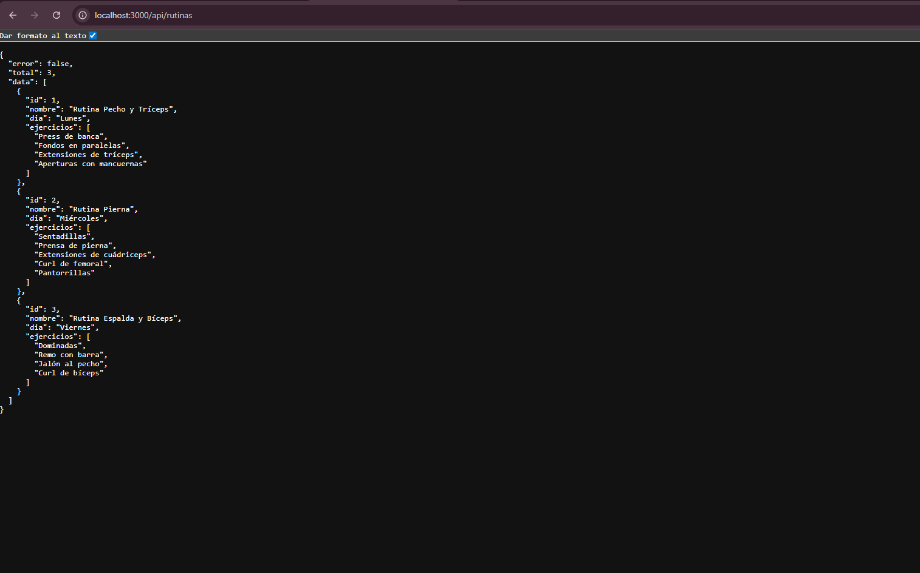 localhost:3000/api/rutinas
Dar formato al texto
{
  "error": false,
  "total": 3,
  "data": [
    {
      "id": 1,
      "nombre": "Rutina Pecho y Tríceps",
      "dia": "Lunes",
      "ejercicios": [
        "Press de banca",
        "Fondos en paralelas",
        "Extensiones de tríceps",
        "Aperturas con mancuernas"
      ]
    },
    {
      "id": 2,
      "nombre": "Rutina Pierna",
      "dia": "Miércoles",
      "ejercicios": [
        "Sentadillas",
        "Prensa de pierna",
        "Extensiones de cuádriceps",
        "Curl de femoral",
        "Pantorrillas"
      ]
    },
    {
      "id": 3,
      "nombre": "Rutina Espalda y Bíceps",
      "dia": "Viernes",
      "ejercicios": [
        "Dominadas",
        "Remo con barra",
        "Jalón al pecho",
        "Curl de bíceps"
      ]
    }
  ]
}